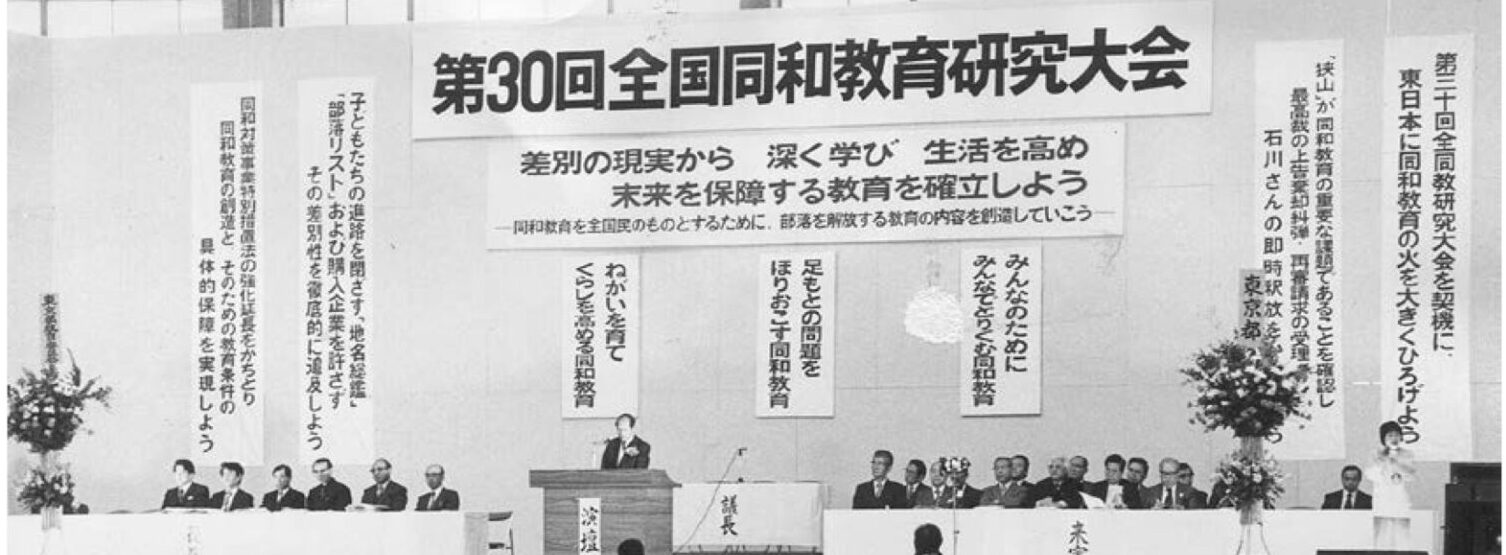 第30回全国同和教育研究大会
差別の現実から 深く学び 生活を高め
未来を保障する教育を確立しよう
―同和教育を全国民のものとするために、部落を解放する教育の内容を創造していこう―
第三十回全同教研究大会を契機に、
東日本に同和教育の火を大きくひろげよう
「狭山」が同和教育の重要な課題であることを確認し
最高裁の上告棄却糾弾・再審請求の受理
石川さんの即時釈放を
東京都
みんなのために
みんなでとりくむ同和教育
足もとの問題を
ほりおこす同和教育
ねがいを育て
くらしを高める同和教育
子どもたちの進路を閉ざす、「地名総鑑」
「部落リスト」および購入企業を許さず
その差別性を徹底的に追及しよう
同和対策事業特別措置法の強化延長をかちとり
同和教育の創造と そのための教育条件の
具体的保障を実現しよう
東京都
演壇
議長
来賓